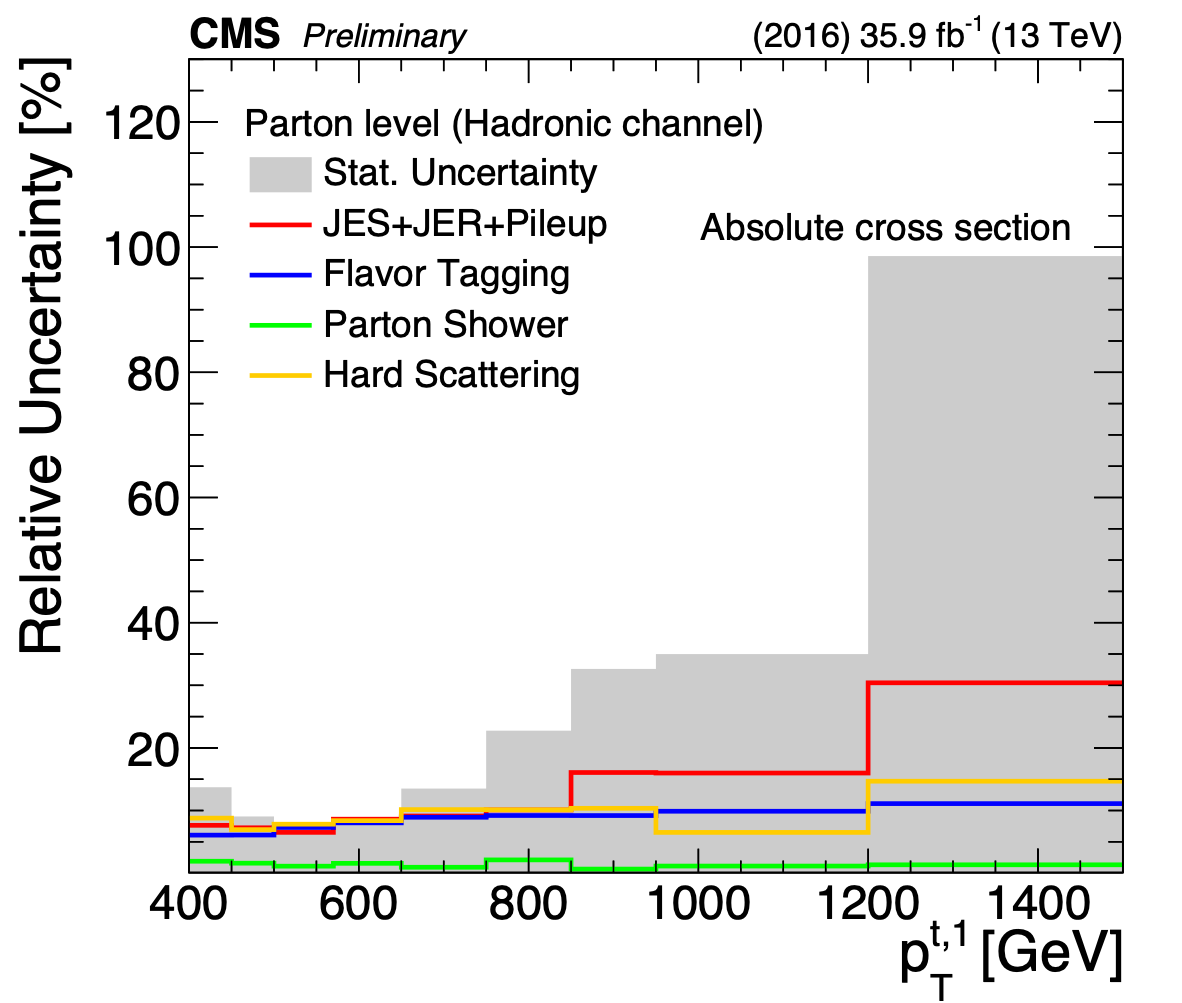 CMS Preliminary (2016) 35.9 fb⁻¹ (13 TeV)
Relative Uncertainty [%]
120
100
80
60
40
20
Parton level (Hadronic channel)
Stat. Uncertainty
JES+JER+Pileup
Flavor Tagging
Parton Shower
Hard Scattering
Absolute cross section
400 600 800 1000 1200 1400
p_T^{t,1} [GeV]